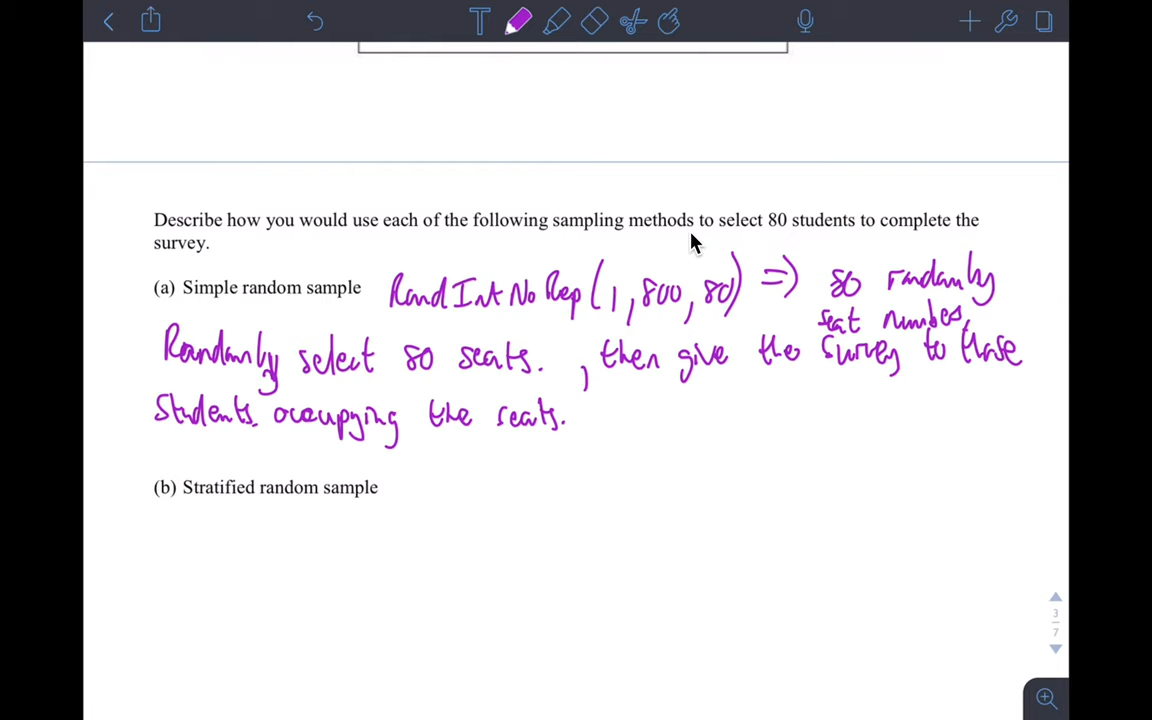 Describe how you would use each of the following sampling methods to select 80 students to complete the
survey.
(a) Simple random sample RandIntNoRep(1,800,80) => 80 randomly
seat numbers,
Randomly select 80 seats. , then give the survey to those
students. occupying the seats.
(b) Stratified random sample
3
7